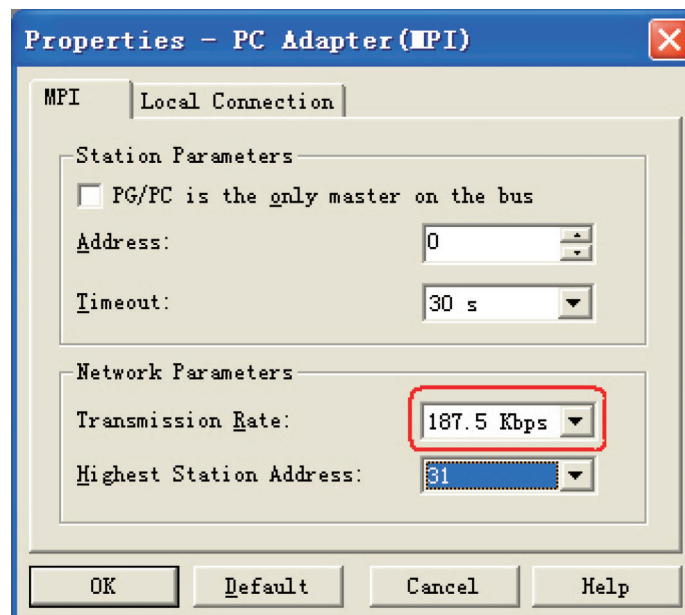 Properties - PC Adapter(MPI)
MPI
Local Connection
Station Parameters
PG/PC is the only master on the bus
Address: 0
Timeout: 30 s
Network Parameters
Transmission Rate: 187.5 Kbps
Highest Station Address: 31
OK Default Cancel Help